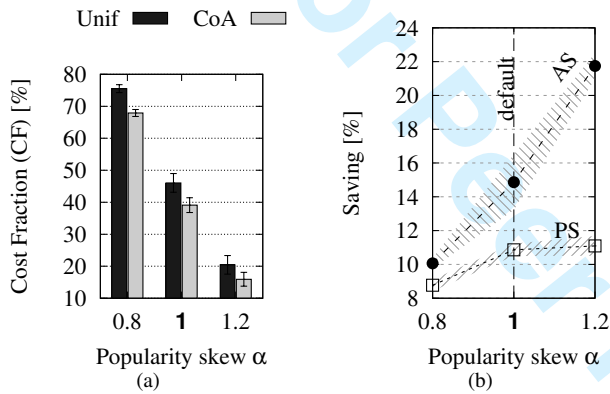 Unif CoA
Cost Fraction (CF) [%]
80
70
60
50
40
30
20
10
0.8 1 1.2
Popularity skew α
(a)
Saving [%]
24
22
20
18
16
14
12
10
8
default
AS
PS
0.8 1 1.2
Popularity skew α
(b)
or Peer